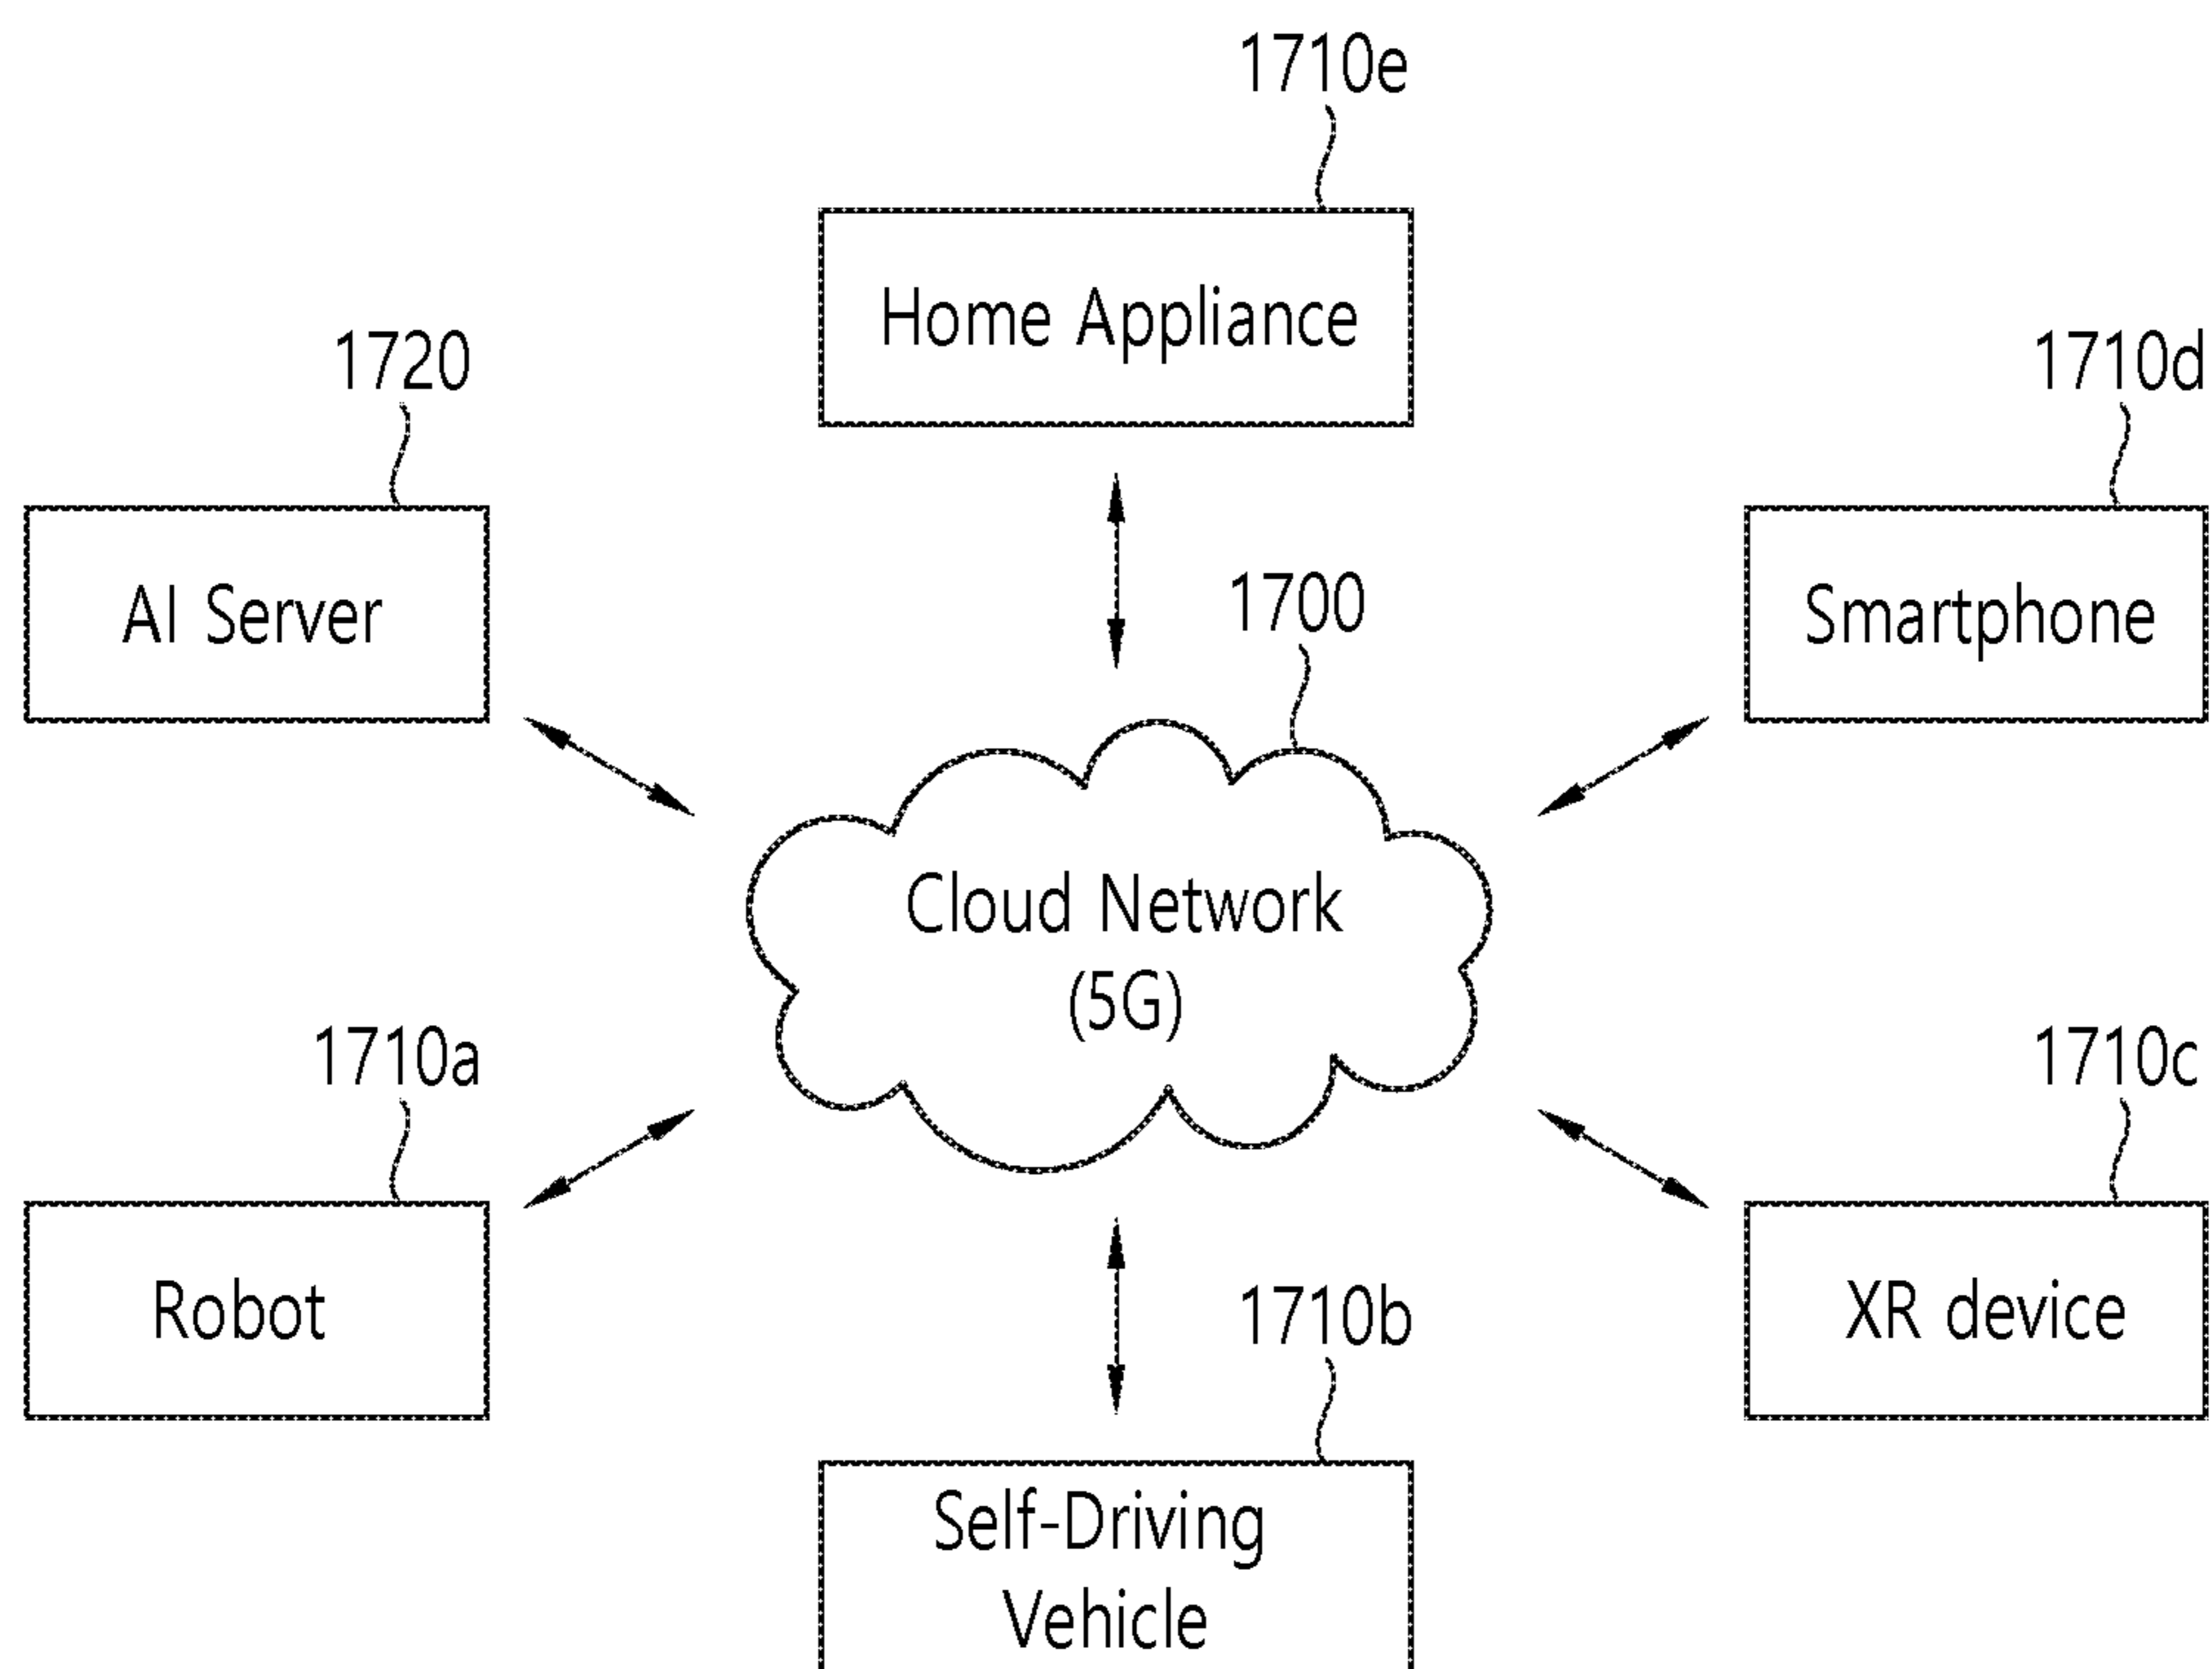 1710e
Home Appliance
1720
1710d
AI Server
Smartphone
1700
Cloud Network
(5G)
1710a
1710c
Robot
XR device
1710b
Self-Driving
Vehicle